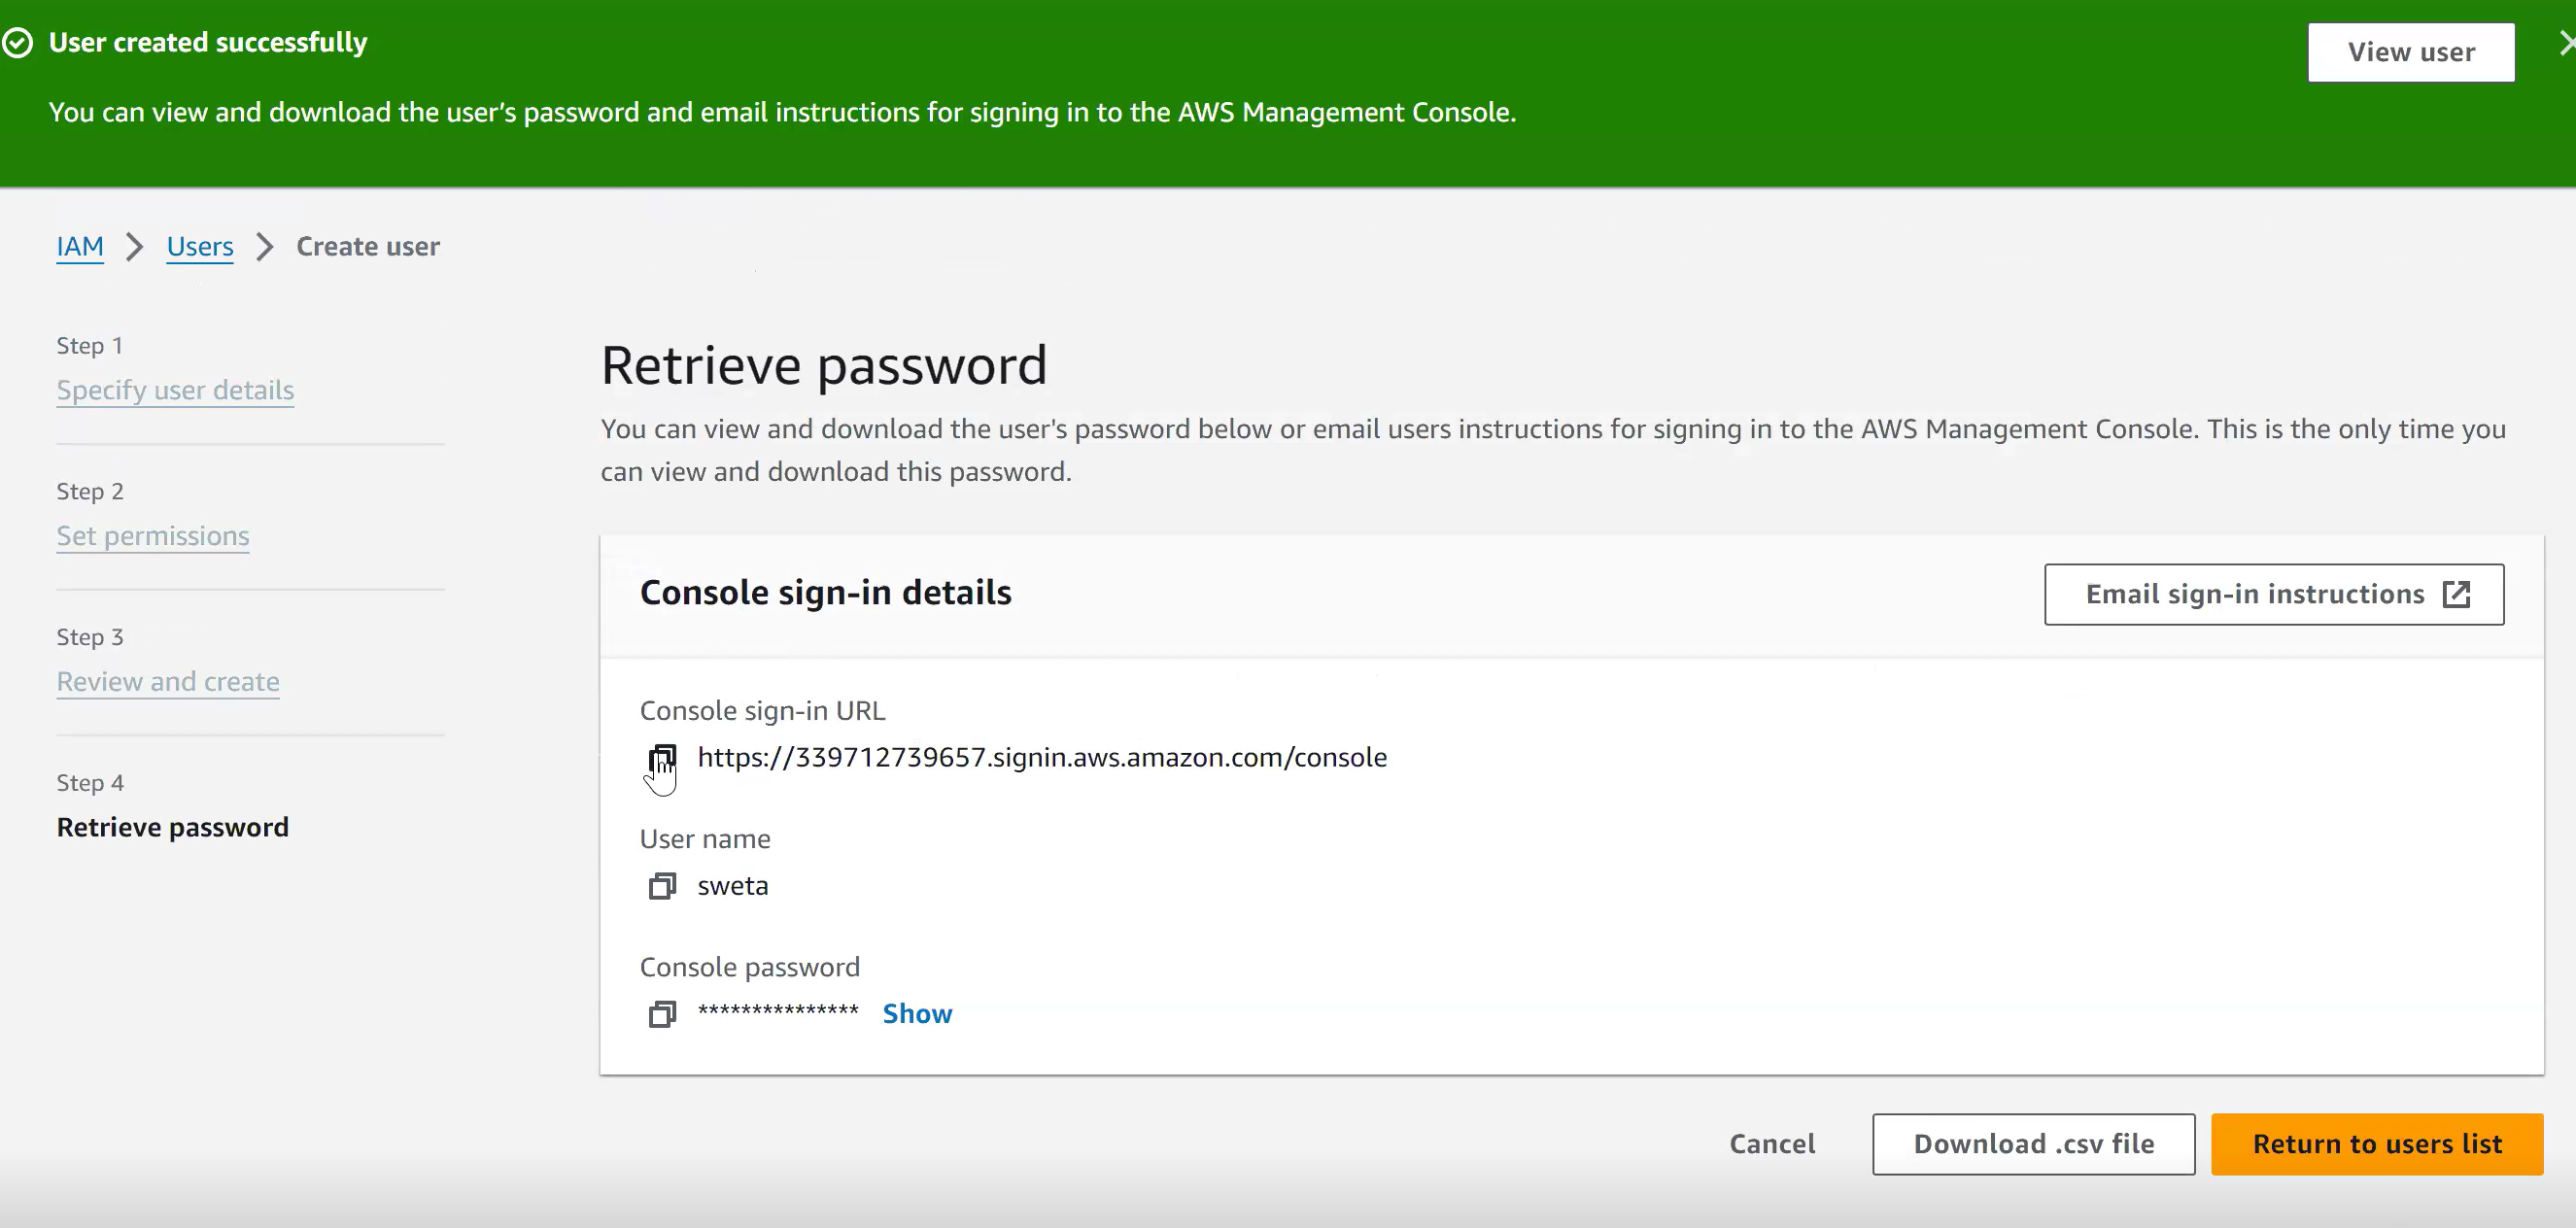 User created successfully
View user
You can view and download the user's password and email instructions for signing in to the AWS Management Console.
IAM > Users > Create user
Step 1
Specify user details
Step 2
Set permissions
Step 3
Review and create
Step 4
Retrieve password
Retrieve password
You can view and download the user's password below or email users instructions for signing in to the AWS Management Console. This is the only time you
can view and download this password.
Console sign-in details
Email sign-in instructions
Console sign-in URL
https://339712739657.signin.aws.amazon.com/console
User name
sweta
Console password
*************** Show
Cancel
Download .csv file
Return to users list